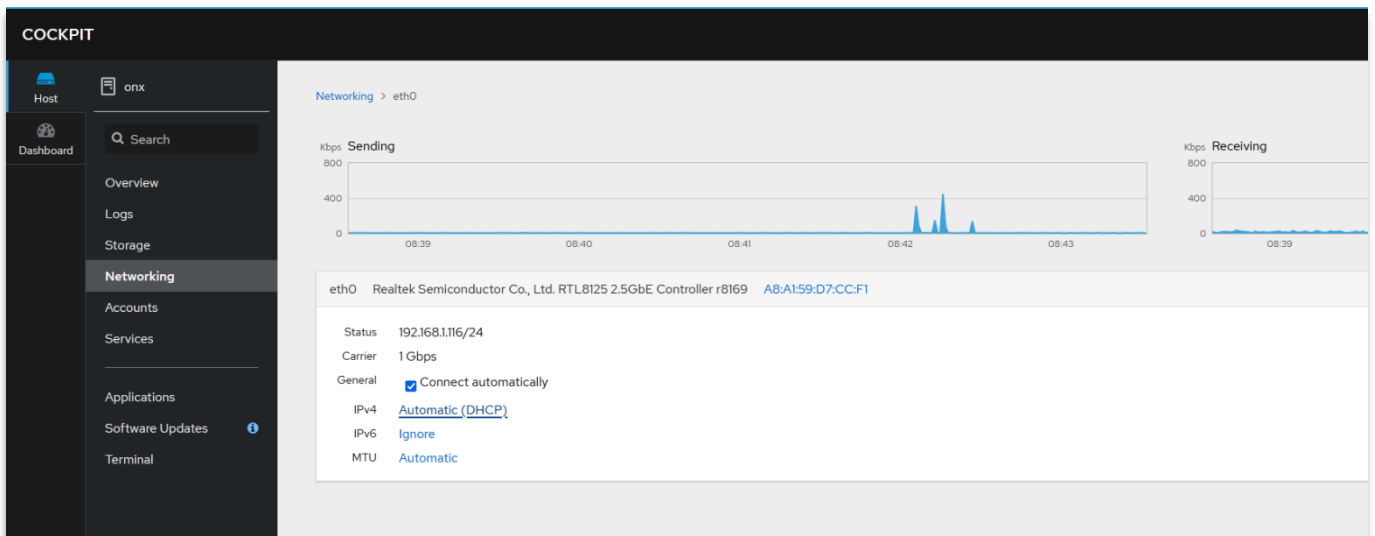 COCKPIT
Host
Dashboard
onx
Search
Overview
Logs
Storage
Networking
Accounts
Services
Applications
Software Updates
Terminal
Networking > eth0
Kbps Sending
800
400
0
08:39 08:40 08:41 08:42 08:43
Kbps Receiving
800
400
0
08:39
eth0 Realtek Semiconductor Co., Ltd. RTL8125 2.5GbE Controller r8169 A8:A1:59:D7:CC:F1
Status 192.168.1.116/24
Carrier 1 Gbps
General Connect automatically
IPv4 Automatic (DHCP)
IPv6 Ignore
MTU Automatic